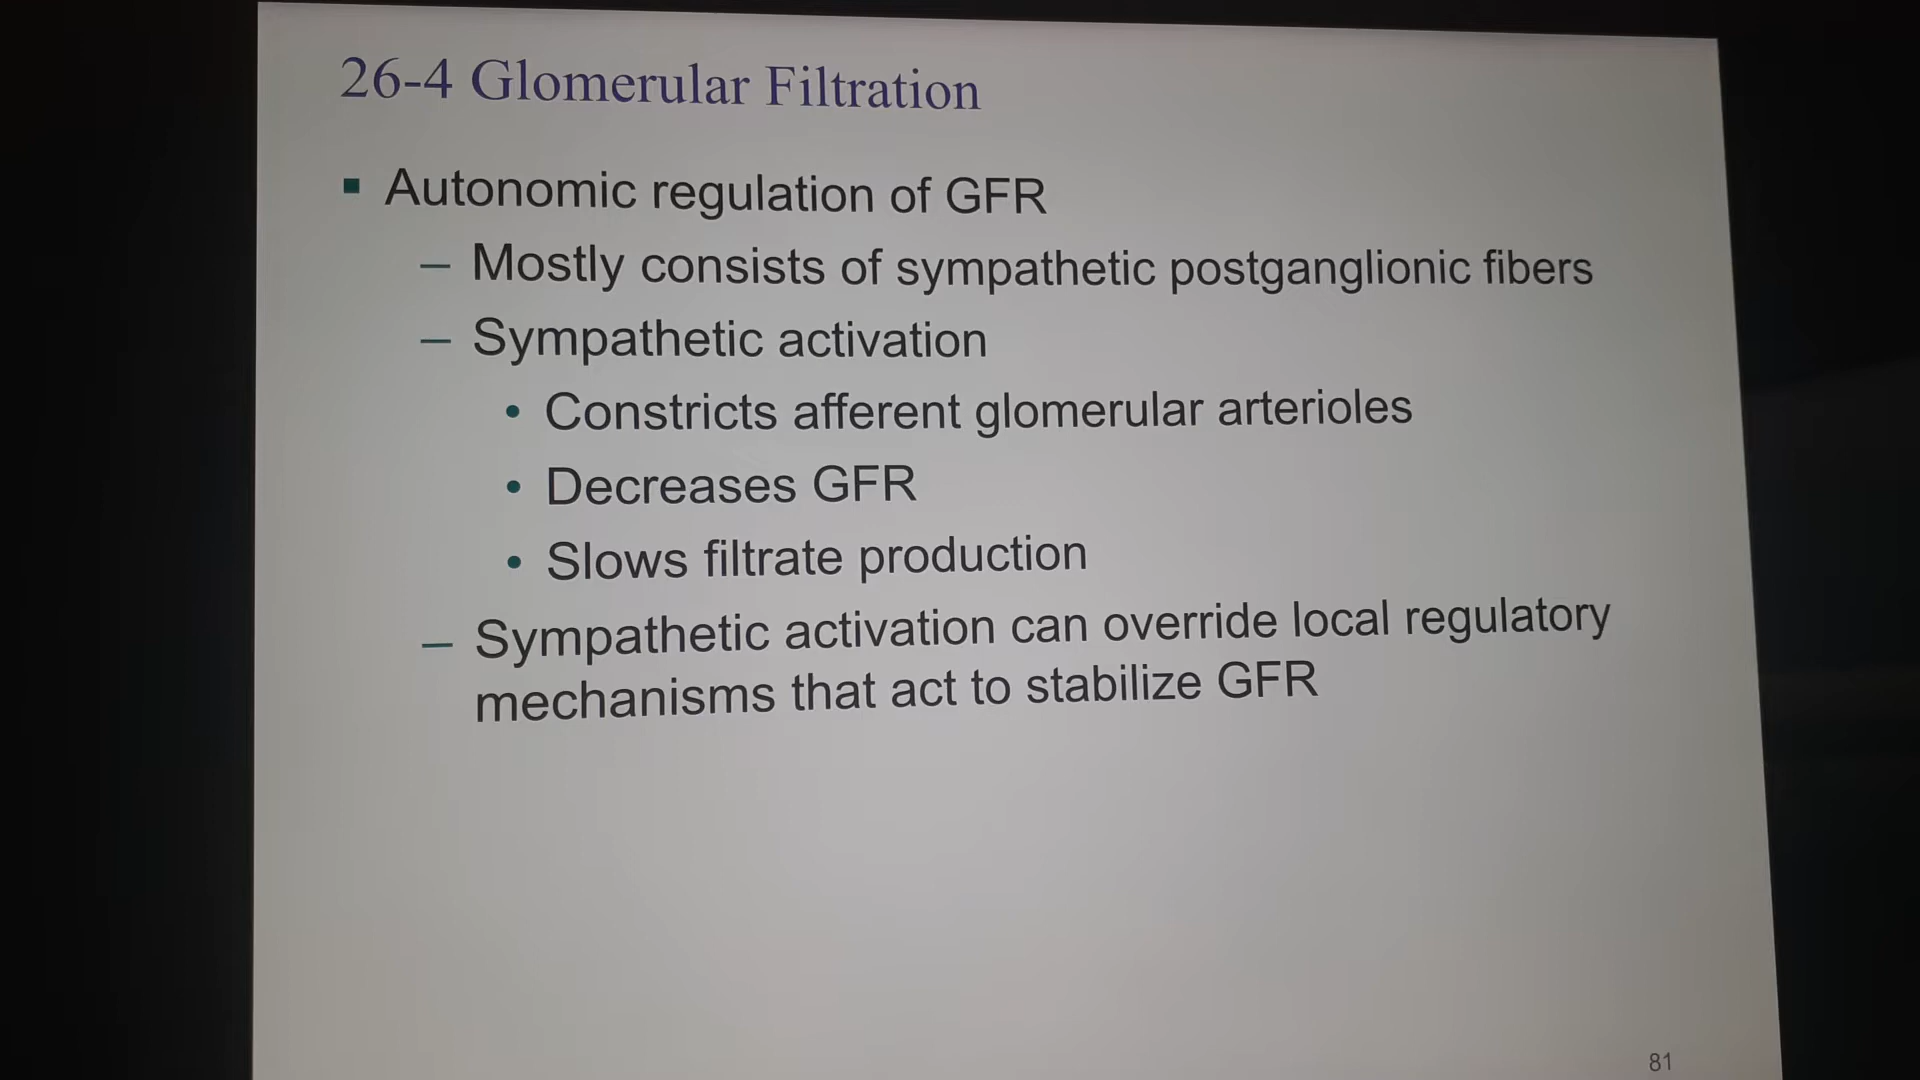 26-4 Glomerular Filtration
▪ Autonomic regulation of GFR
– Mostly consists of sympathetic postganglionic fibers
– Sympathetic activation
• Constricts afferent glomerular arterioles
• Decreases GFR
• Slows filtrate production
– Sympathetic activation can override local regulatory
mechanisms that act to stabilize GFR
81